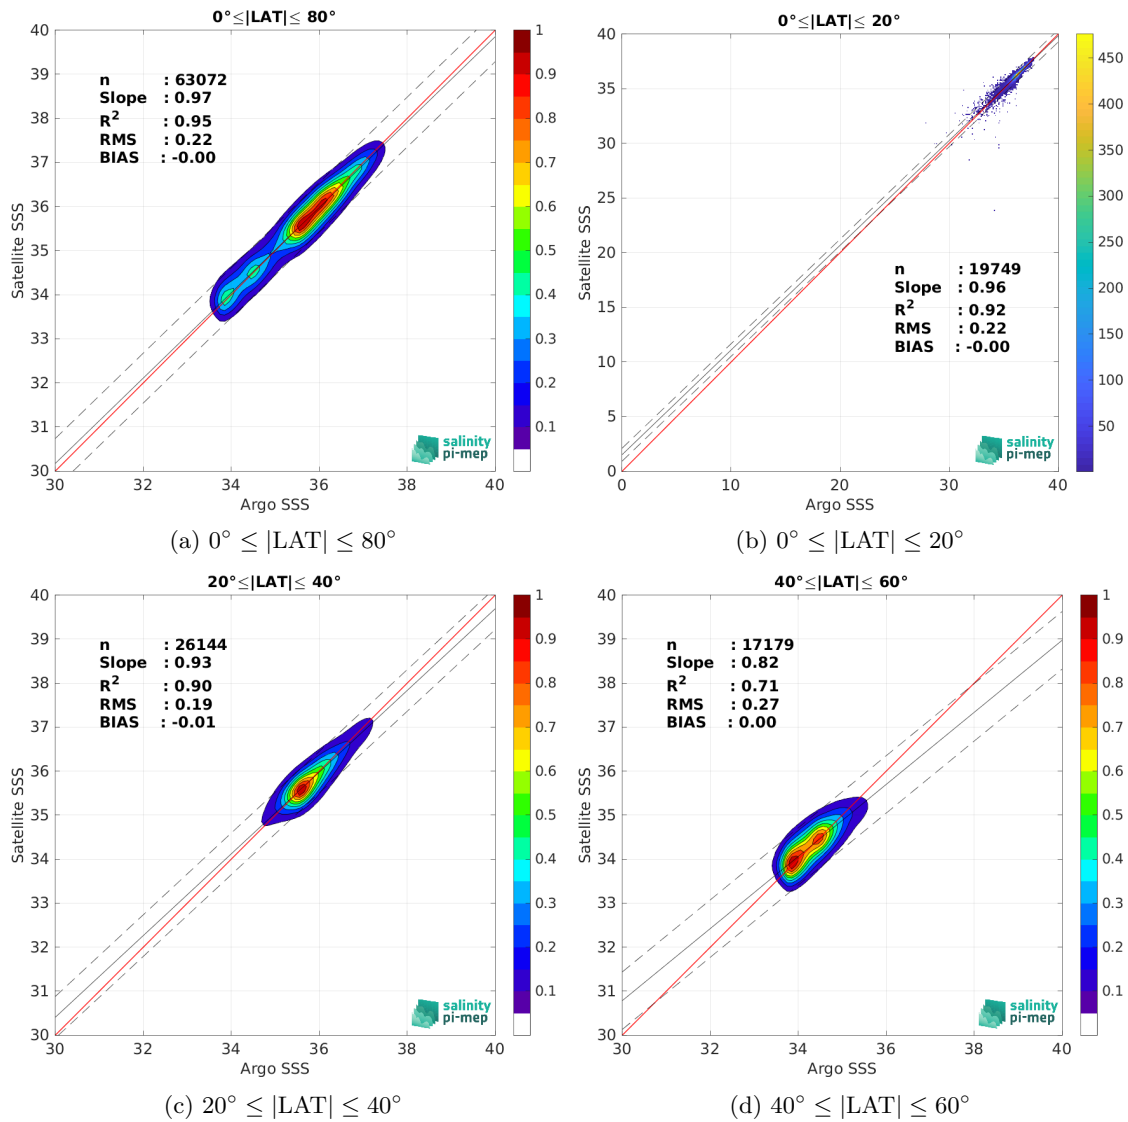 0°≤|LAT|≤ 80°
40
39
38
37
36
35
34
33
32
31
30
30
32
34
36
38
40
Satellite SSS
Argo SSS
n : 63072
Slope : 0.97
R2 : 0.95
RMS : 0.22
BIAS : -0.00
1
0.9
0.8
0.7
0.6
0.5
0.4
0.3
0.2
0.1
salinity
pi-mep
(a) 0° ≤ |LAT| ≤ 80°
0°≤|LAT|≤ 20°
40
35
30
25
20
15
10
5
0
0
10
20
30
40
Satellite SSS
Argo SSS
n : 19749
Slope : 0.96
R2 : 0.92
RMS : 0.22
BIAS : -0.00
450
400
350
300
250
200
150
100
50
salinity
pi-mep
(b) 0° ≤ |LAT| ≤ 20°
20°≤|LAT|≤ 40°
40
39
38
37
36
35
34
33
32
31
30
30
32
34
36
38
40
Satellite SSS
Argo SSS
n : 26144
Slope : 0.93
R2 : 0.90
RMS : 0.19
BIAS : -0.01
1
0.9
0.8
0.7
0.6
0.5
0.4
0.3
0.2
0.1
salinity
pi-mep
(c) 20° ≤ |LAT| ≤ 40°
40°≤|LAT|≤ 60°
40
39
38
37
36
35
34
33
32
31
30
30
32
34
36
38
40
Satellite SSS
Argo SSS
n : 17179
Slope : 0.82
R2 : 0.71
RMS : 0.27
BIAS : 0.00
1
0.9
0.8
0.7
0.6
0.5
0.4
0.3
0.2
0.1
salinity
pi-mep
(d) 40° ≤ |LAT| ≤ 60°